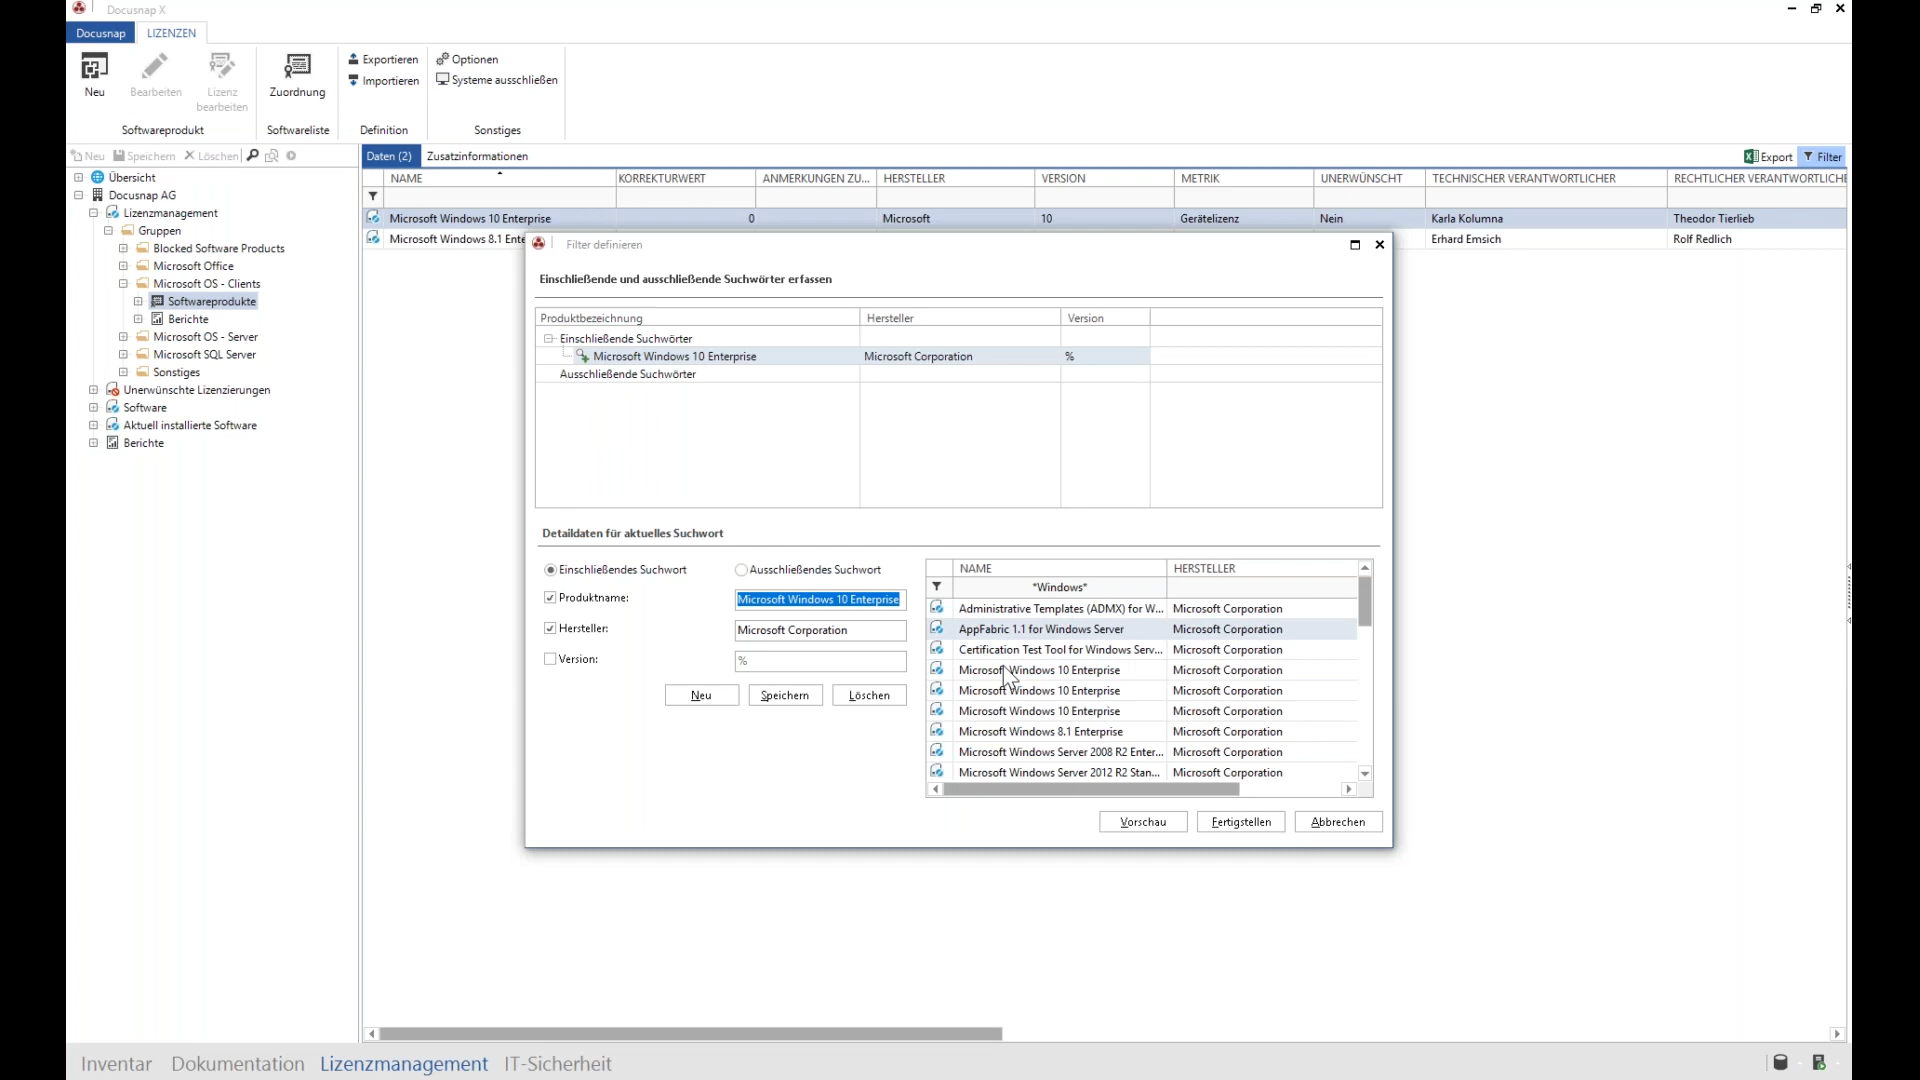 Docusnap X
Docusnap LIZENZEN
Neu Bearbeiten Lizenz bearbeiten
Softwareprodukt
Zuordnung
Softwareliste
Exportieren
Importieren
Definition
Optionen
Systeme ausschließen
Sonstiges
Neu Speichern Löschen
Übersicht
Docusnap AG
Lizenzmanagement
Gruppen
Blocked Software Products
Microsoft Office
Microsoft OS - Clients
Softwareprodukte
Berichte
Microsoft OS - Server
Microsoft SQL Server
Sonstiges
Unerwünschte Lizenzierungen
Software
Aktuell installierte Software
Berichte
Daten (2) Zusatzinformationen Export Filter
NAME KORREKTURWERT ANMERKUNGEN ZU... HERSTELLER VERSION METRIK UNERWÜNSCHT TECHNISCHER VERANTWORTLICHER RECHTLICHER VERANTWORTLICHE
Microsoft Windows 10 Enterprise 0 Microsoft 10 Gerätelizenz Nein Karla Kolumna Theodor Tierlieb
Microsoft Windows 8.1 Ente Erhard Emsich Rolf Redlich
Filter definieren
Einschließende und ausschließende Suchwörter erfassen
Produktbezeichnung Hersteller Version
Einschließende Suchwörter
Microsoft Windows 10 Enterprise Microsoft Corporation %
Ausschließende Suchwörter
Detaildaten für aktuelles Suchwort
Einschließendes Suchwort Ausschließendes Suchwort
Produktname: Microsoft Windows 10 Enterprise
Hersteller: Microsoft Corporation
Version: %
Neu Speichern Löschen
NAME HERSTELLER
*Windows*
Administrative Templates (ADMX) for W... Microsoft Corporation
AppFabric 1.1 for Windows Server Microsoft Corporation
Certification Test Tool for Windows Serv... Microsoft Corporation
Microsoft Windows 10 Enterprise Microsoft Corporation
Microsoft Windows 10 Enterprise Microsoft Corporation
Microsoft Windows 10 Enterprise Microsoft Corporation
Microsoft Windows 8.1 Enterprise Microsoft Corporation
Microsoft Windows Server 2008 R2 Enter... Microsoft Corporation
Microsoft Windows Server 2012 R2 Stan... Microsoft Corporation
Vorschau Fertigstellen Abbrechen
Inventar Dokumentation Lizenzmanagement IT-Sicherheit